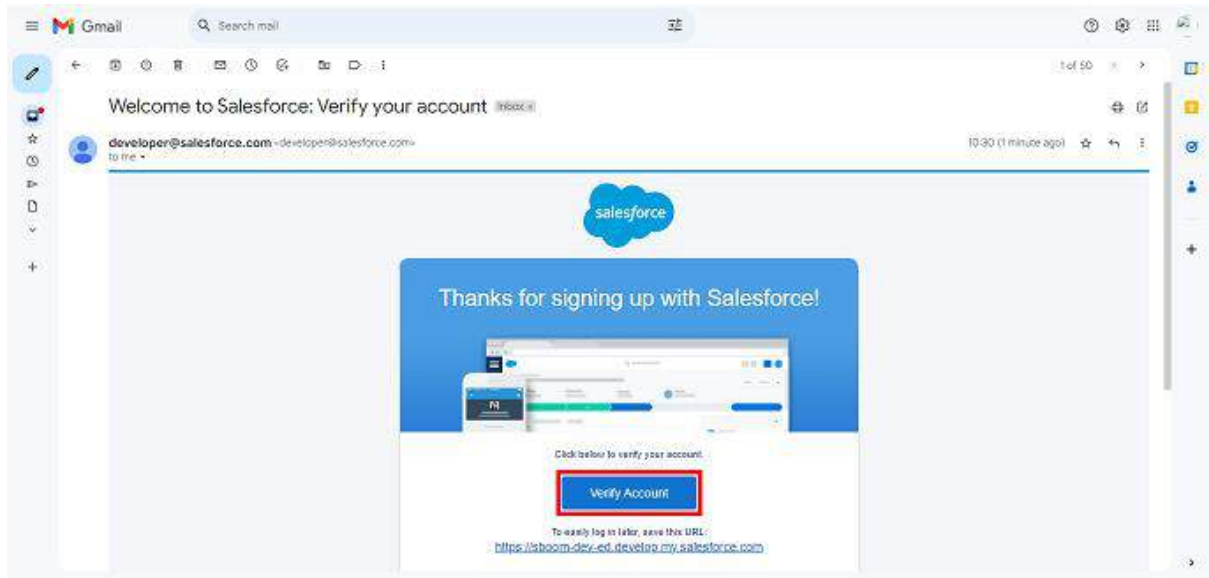 Gmail
Search mail
1 of 50
Welcome to Salesforce: Verify your account Inbox x
developer@salesforce.com <developer@salesforce.com>
10:30 (1 minute ago)
to me
salesforce
Thanks for signing up with Salesforce!
Click below to verify your account.
Verify Account
To easily log in later, save this URL:
https://sboom-dev-ed.develop.my.salesforce.com